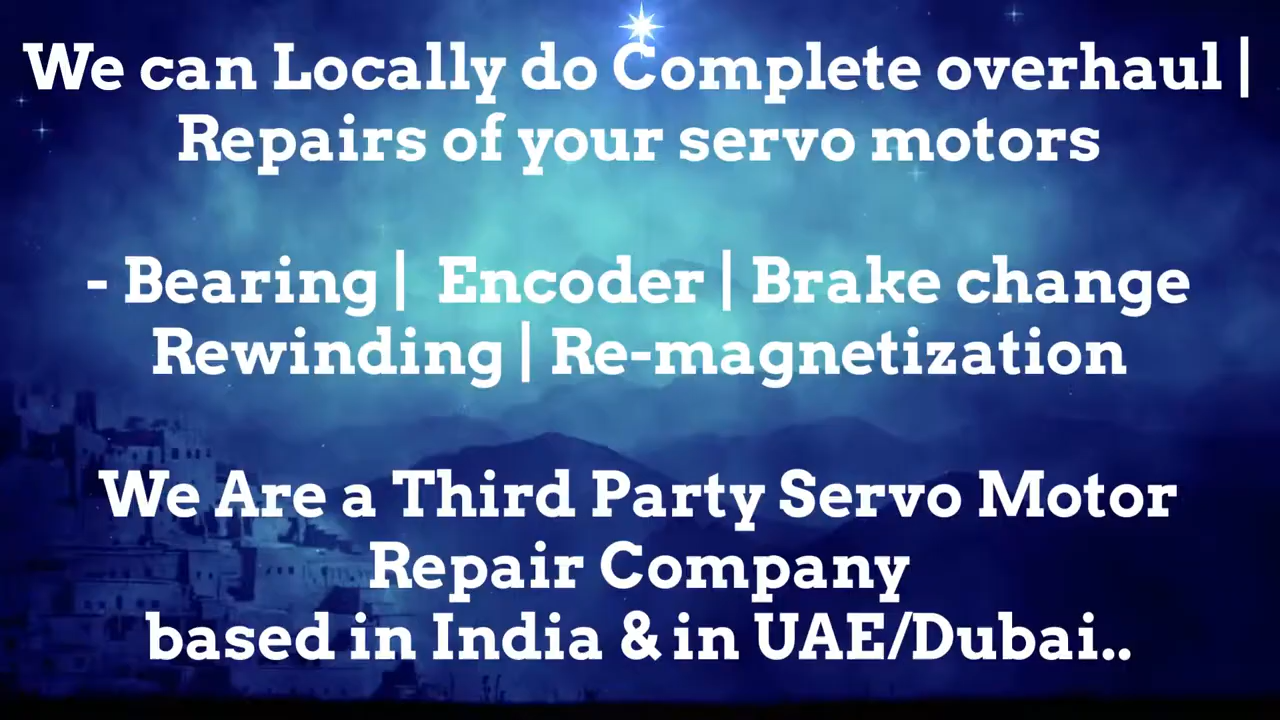 We can Locally do Complete overhaul |
Repairs of your servo motors
- Bearing | Encoder | Brake change
Rewinding | Re-magnetization
We Are a Third Party Servo Motor
Repair Company
based in India & in UAE/Dubai..